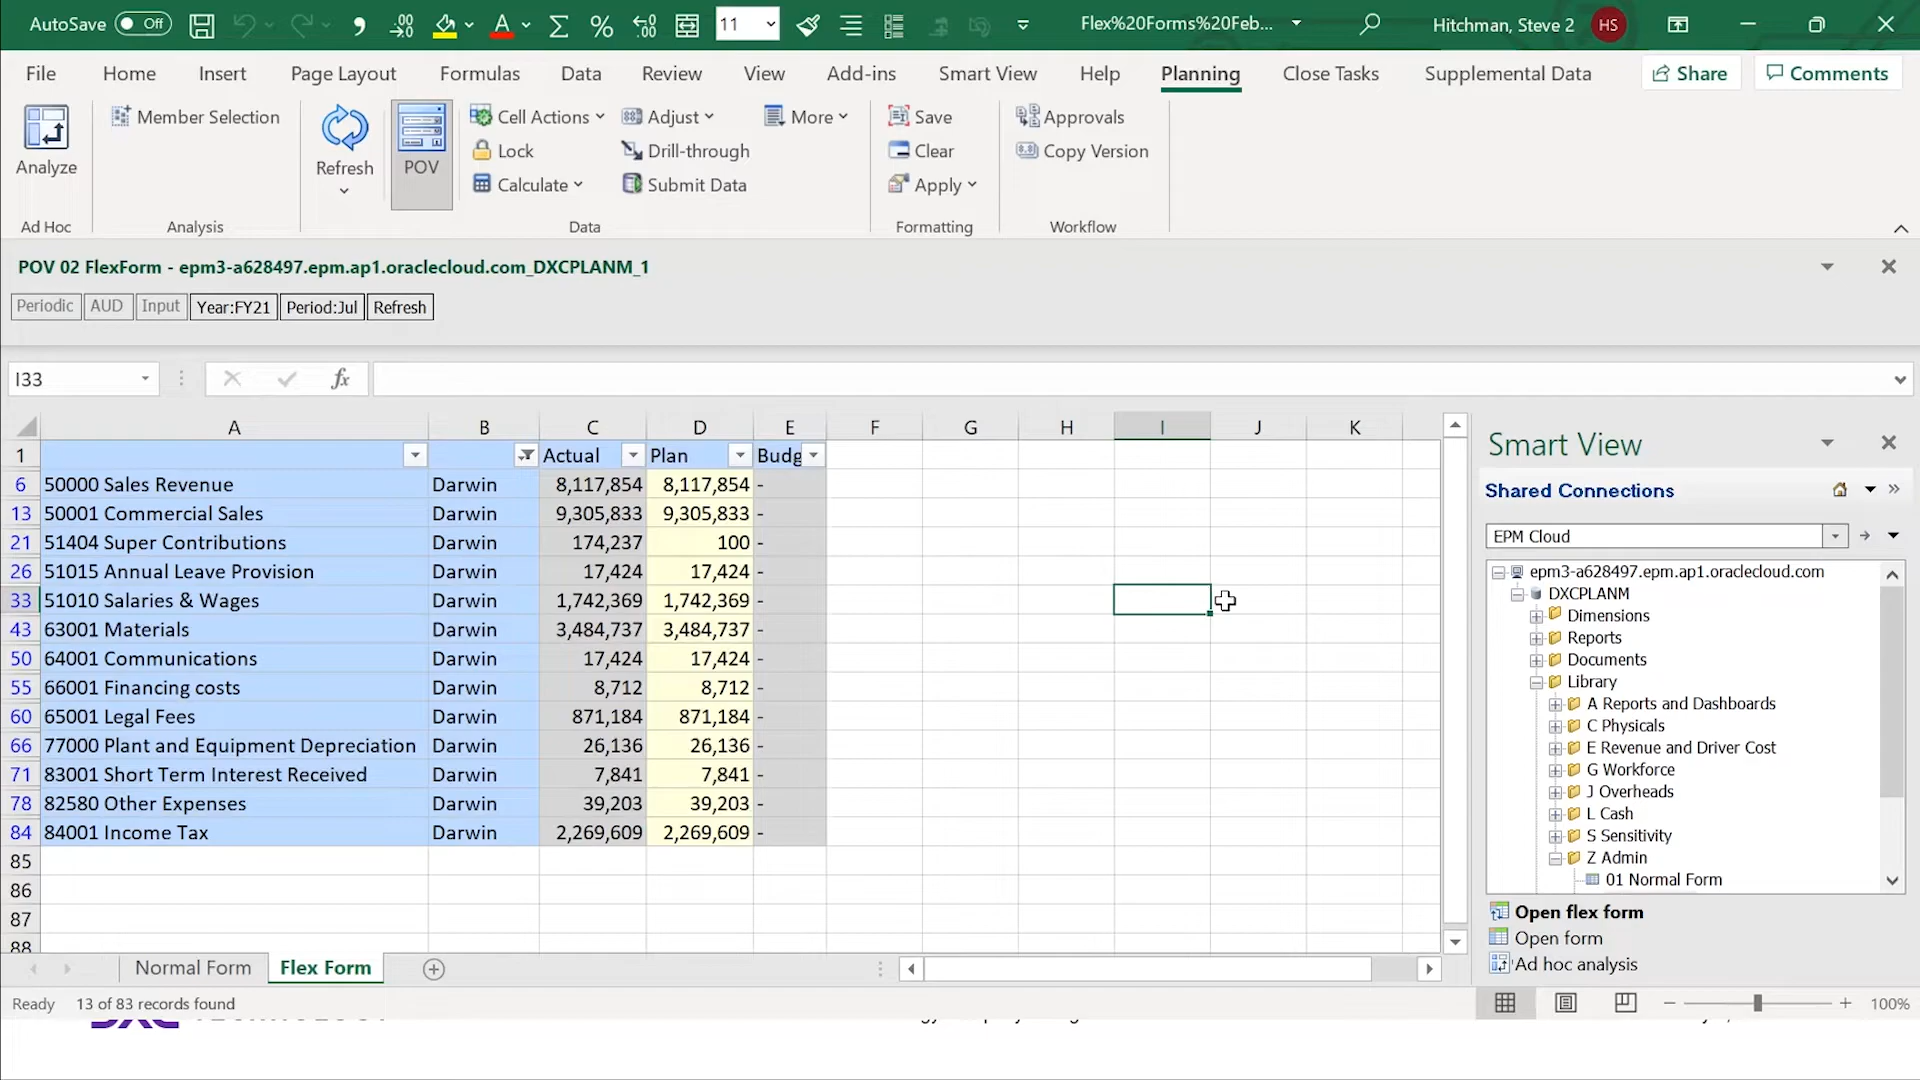 AutoSave Off 11 Flex%20Forms%20Feb... Hitchman, Steve 2 HS
File Home Insert Page Layout Formulas Data Review View Add-ins Smart View Help Planning Close Tasks Supplemental Data Share Comments
Member Selection Cell Actions Adjust More Save Approvals
Analyze Refresh POV Lock Drill-through Clear Copy Version
Calculate Submit Data Apply
Ad Hoc Analysis Data Formatting Workflow
POV 02 FlexForm - epm3-a628497.epm.ap1.oraclecloud.com_DXCPLANM_1
Periodic AUD Input Year:FY21 Period:Jul Refresh
I33 fx
A B C D E F G H I J K
1 Actual Plan Budg
6 50000 Sales Revenue Darwin 8,117,854 8,117,854 -
13 50001 Commercial Sales Darwin 9,305,833 9,305,833 -
21 51404 Super Contributions Darwin 174,237 100 -
26 51015 Annual Leave Provision Darwin 17,424 17,424 -
33 51010 Salaries & Wages Darwin 1,742,369 1,742,369 -
43 63001 Materials Darwin 3,484,737 3,484,737 -
50 64001 Communications Darwin 17,424 17,424 -
55 66001 Financing costs Darwin 8,712 8,712 -
60 65001 Legal Fees Darwin 871,184 871,184 -
66 77000 Plant and Equipment Depreciation Darwin 26,136 26,136 -
71 83001 Short Term Interest Received Darwin 7,841 7,841 -
78 82580 Other Expenses Darwin 39,203 39,203 -
84 84001 Income Tax Darwin 2,269,609 2,269,609 -
85
86
87
88
Smart View
Shared Connections
EPM Cloud
epm3-a628497.epm.ap1.oraclecloud.com
DXCPLANM
Dimensions
Reports
Documents
Library
A Reports and Dashboards
C Physicals
E Revenue and Driver Cost
G Workforce
J Overheads
L Cash
S Sensitivity
Z Admin
01 Normal Form
Open flex form
Open form
Ad hoc analysis
Normal Form Flex Form
Ready 13 of 83 records found 100%